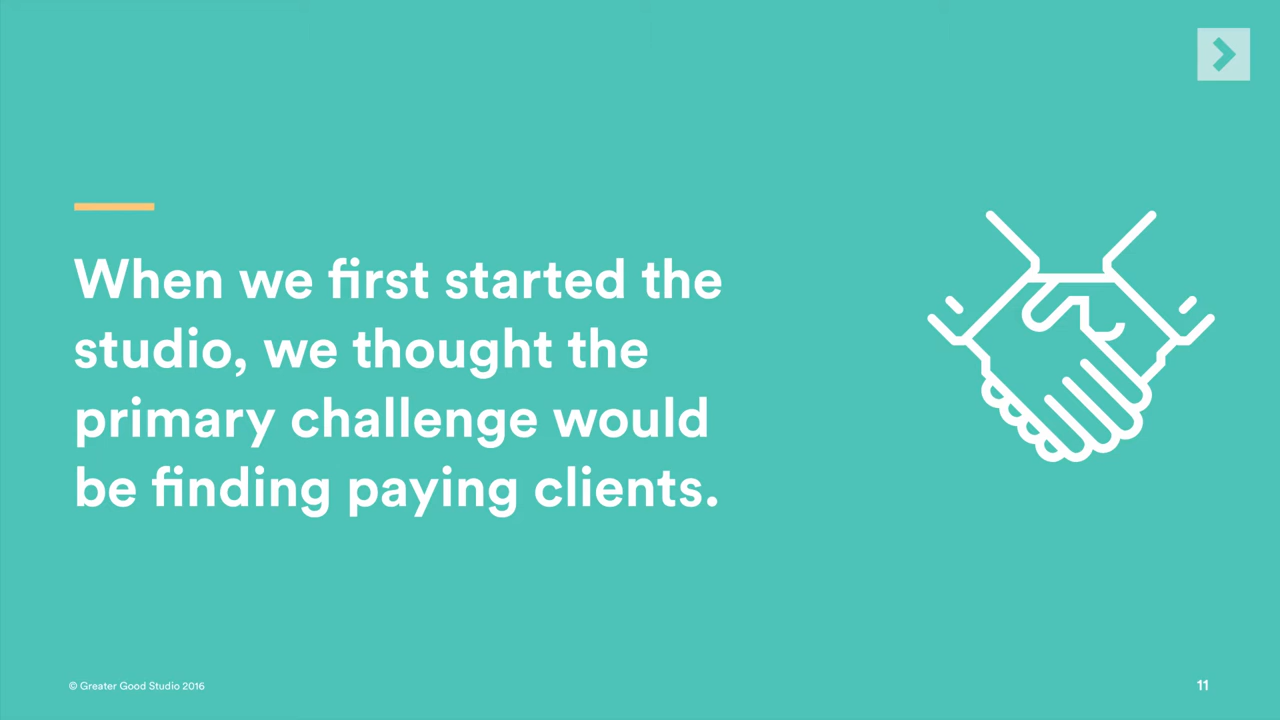 When we first started the
studio, we thought the
primary challenge would
be finding paying clients.
© Greater Good Studio 2016
11